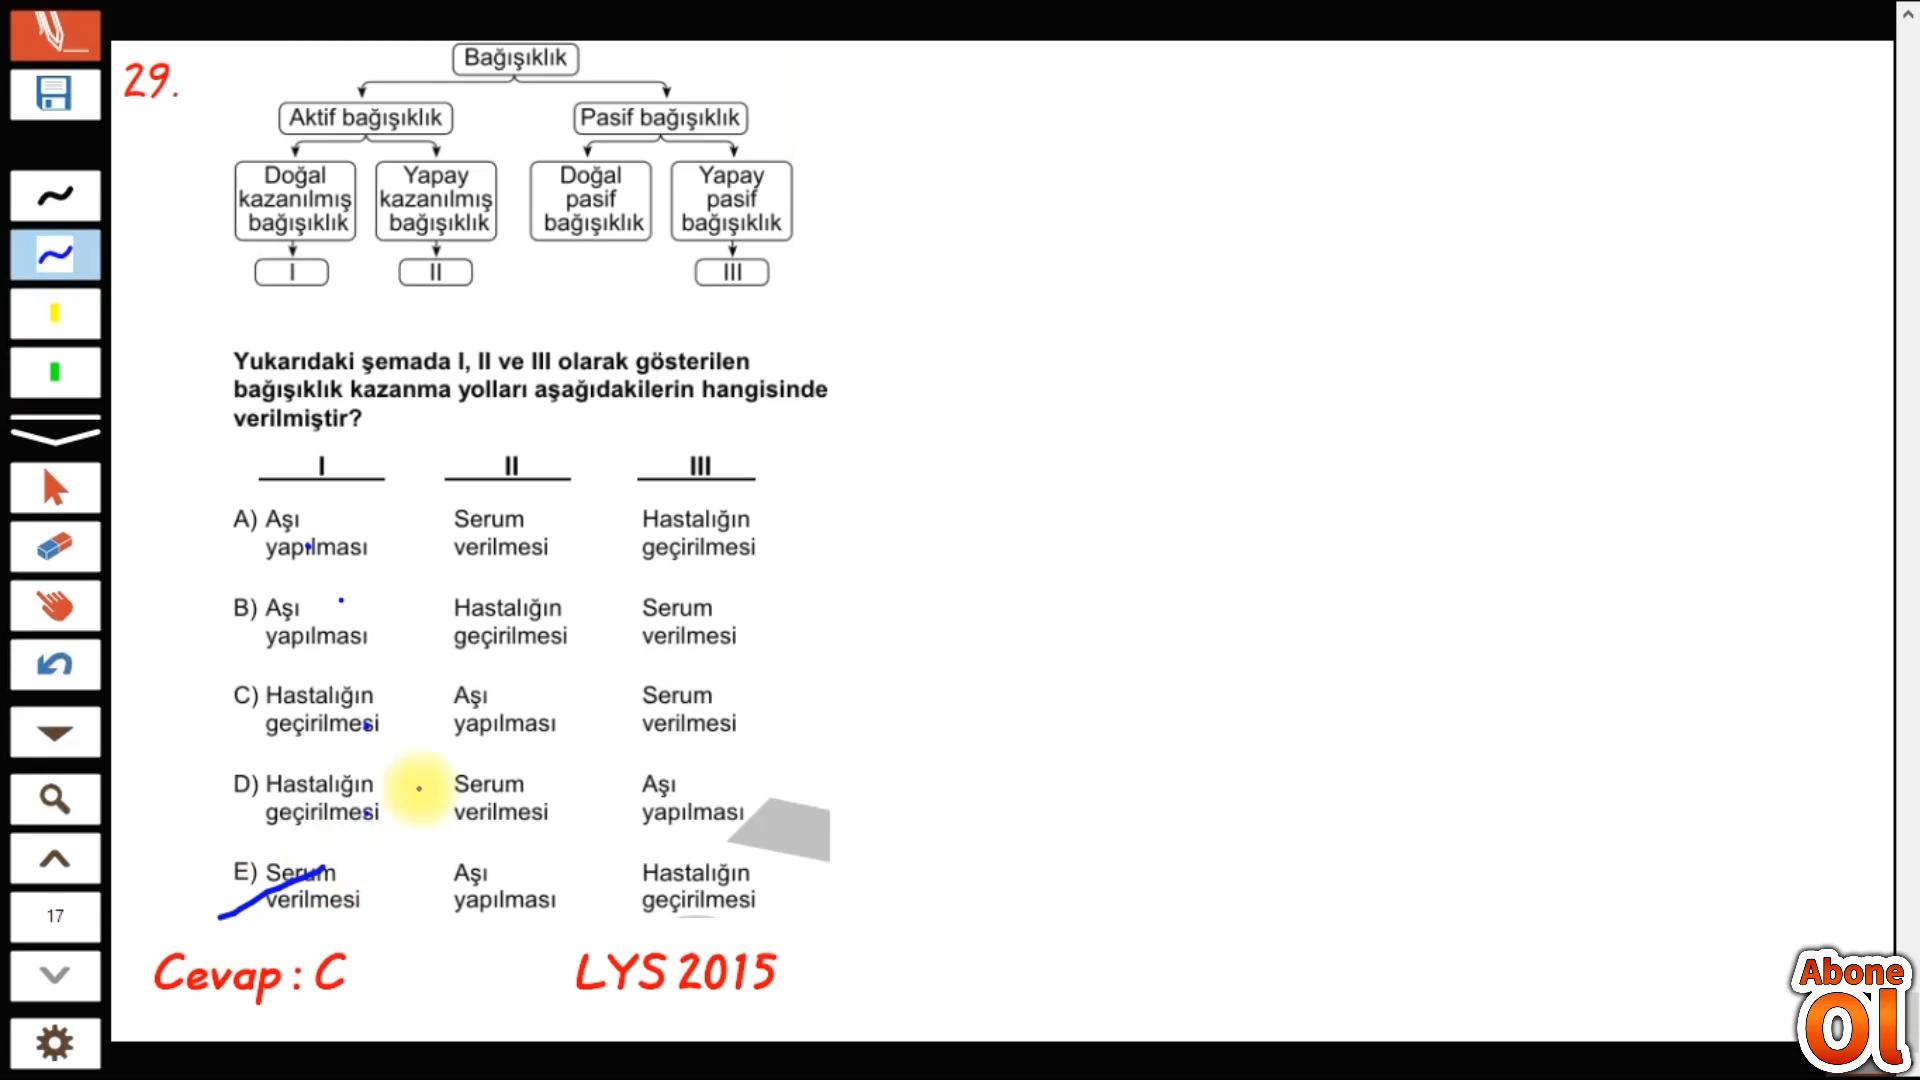 29.
Bağışıklık
Aktif bağışıklık
Pasif bağışıklık
Doğal kazanılmış bağışıklık
Yapay kazanılmış bağışıklık
Doğal pasif bağışıklık
Yapay pasif bağışıklık
I
II
III
Yukarıdaki şemada I, II ve III olarak gösterilen
bağışıklık kazanma yolları aşağıdakilerin hangisinde
verilmiştir?
I II III
A) Aşı yapılması Serum verilmesi Hastalığın geçirilmesi
B) Aşı yapılması Hastalığın geçirilmesi Serum verilmesi
C) Hastalığın geçirilmesi Aşı yapılması Serum verilmesi
D) Hastalığın geçirilmesi Serum verilmesi Aşı yapılması
E) Serum verilmesi Aşı yapılması Hastalığın geçirilmesi
Cevap : C
LYS 2015
17
Abone
Ol